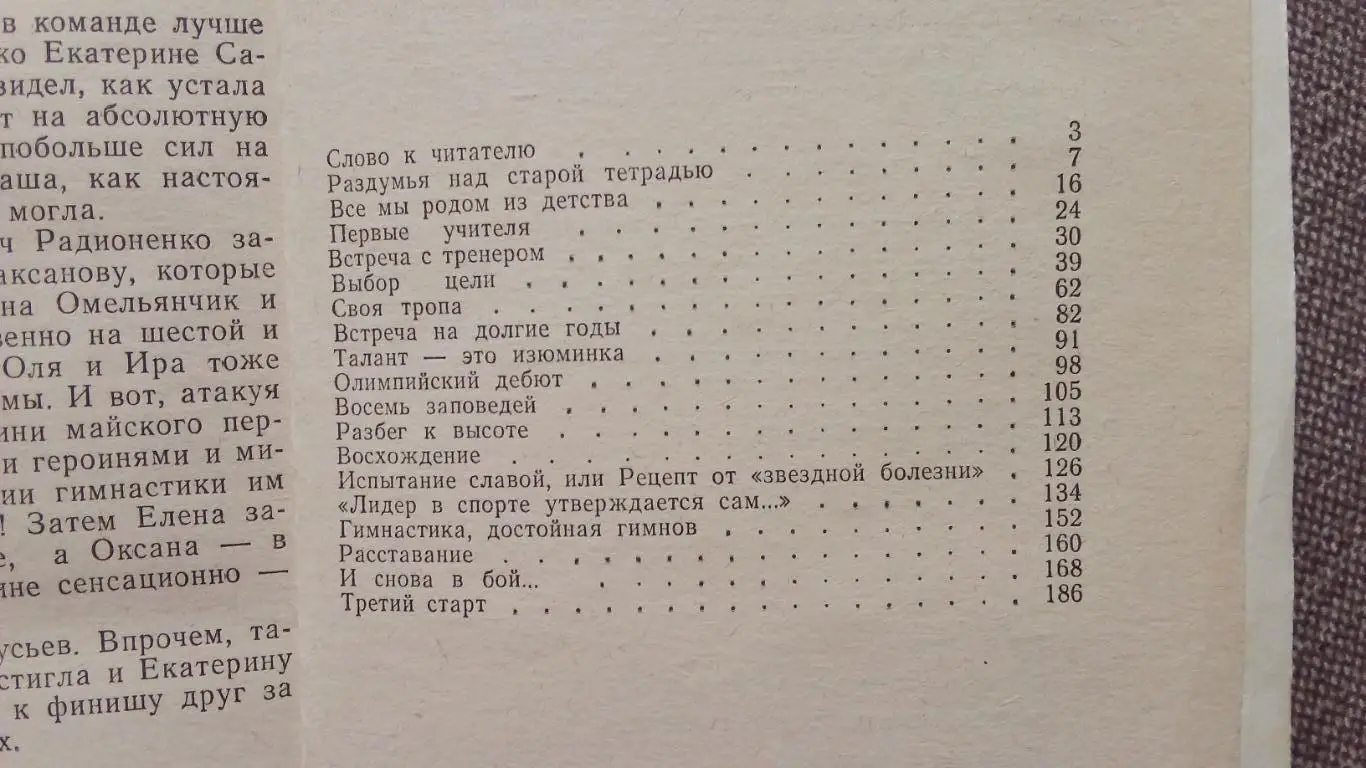 в команде лучше
ко Екатерине Са-
видел, как устала
т на абсолютную
побольше сил на
аша, как настоя-
могла.
ч Радионенко за-
аксанову, которые
на Омельянчик и
венно на шестой и
Оля и Ира тоже
мы. И вот, атакуя
ини майского пер-
и героинями и ми-
ии гимнастики им
! Затем Елена за-
е, а Оксана — в
ине сенсационно —
усьев. Впрочем, та-
стигла и Екатерину
к финишу друг за
х.
Слово к читателю . . . . . . . . . . 3
Раздумья над старой тетрадью . . . . . . . 7
Все мы родом из детства . . . . . . . . . 16
Первые учителя . . . . . . . . . . 24
Встреча с тренером . . . . . . . . . . 30
Выбор цели . . . . . . . . . . . 39
Своя тропа . . . . . . . . . . . . 62
Встреча на долгие годы . . . . . . . . . 82
Талант — это изюминка . . . . . . . . . 91
Олимпийский дебют . . . . . . . . . . 98
Восемь заповедей . . . . . . . . . . 105
Разбег к высоте . . . . . . . . . . 113
Восхождение . . . . . . . . . . . 120
Испытание славой, или Рецепт от «звездной болезни» . 126
«Лидер в спорте утверждается сам...» . . . . . 134
Гимнастика, достойная гимнов . . . . . . . 152
Расставание . . . . . . . . . . . 160
И снова в бой... . . . . . . . . . . 168
Третий старт . . . . . . . . . . . 186